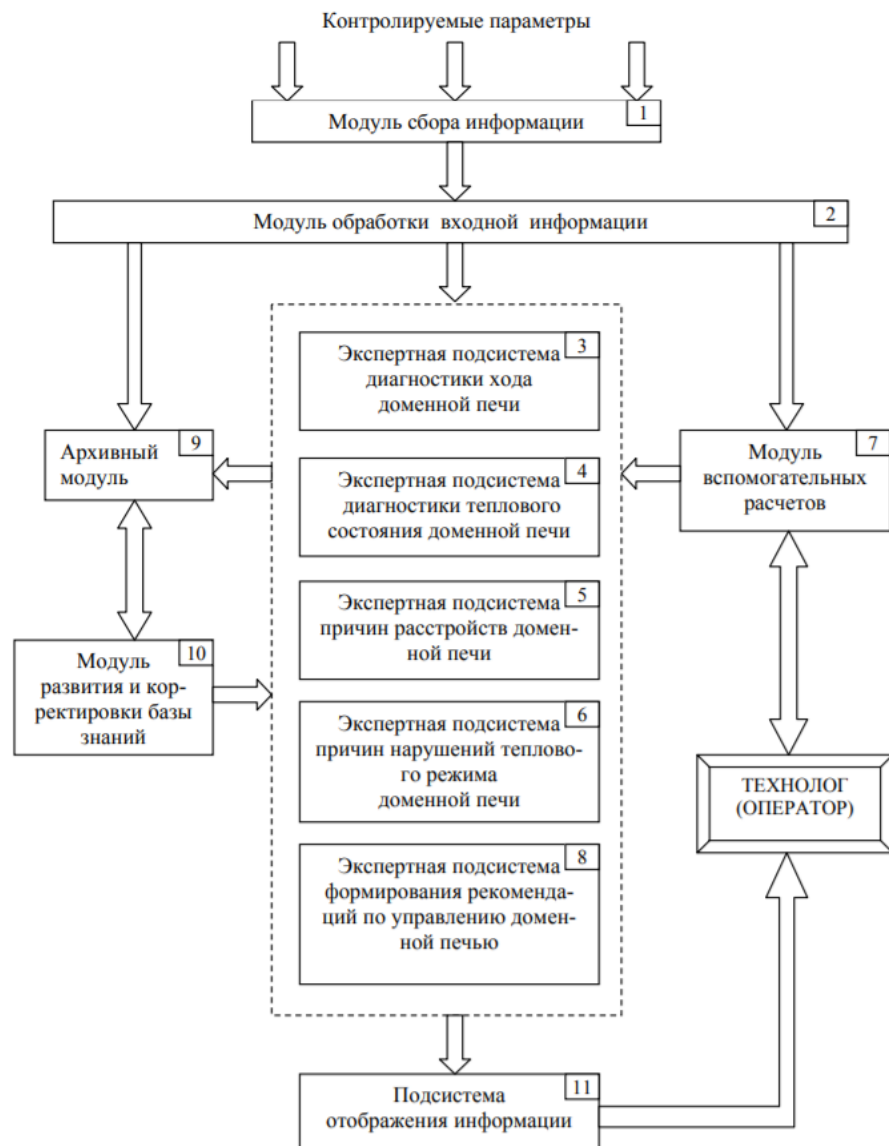 Контролируемые параметры
1
Модуль сбора информации
2
Модуль обработки входной информации
3
Экспертная подсистема
диагностики хода
доменной печи
9
Архивный
модуль
4
Экспертная подсистема
диагностики теплового
состояния доменной печи
7
Модуль
вспомогательных
расчетов
5
Экспертная подсистема
причин расстройств домен-
ной печи
10
Модуль
развития и кор-
ректировки базы
знаний
6
Экспертная подсистема
причин нарушений теплово-
го режима
доменной печи
ТЕХНОЛОГ
(ОПЕРАТОР)
8
Экспертная подсистема
формирования рекоменда-
ций по управлению домен-
ной печью
11
Подсистема
отображения информации